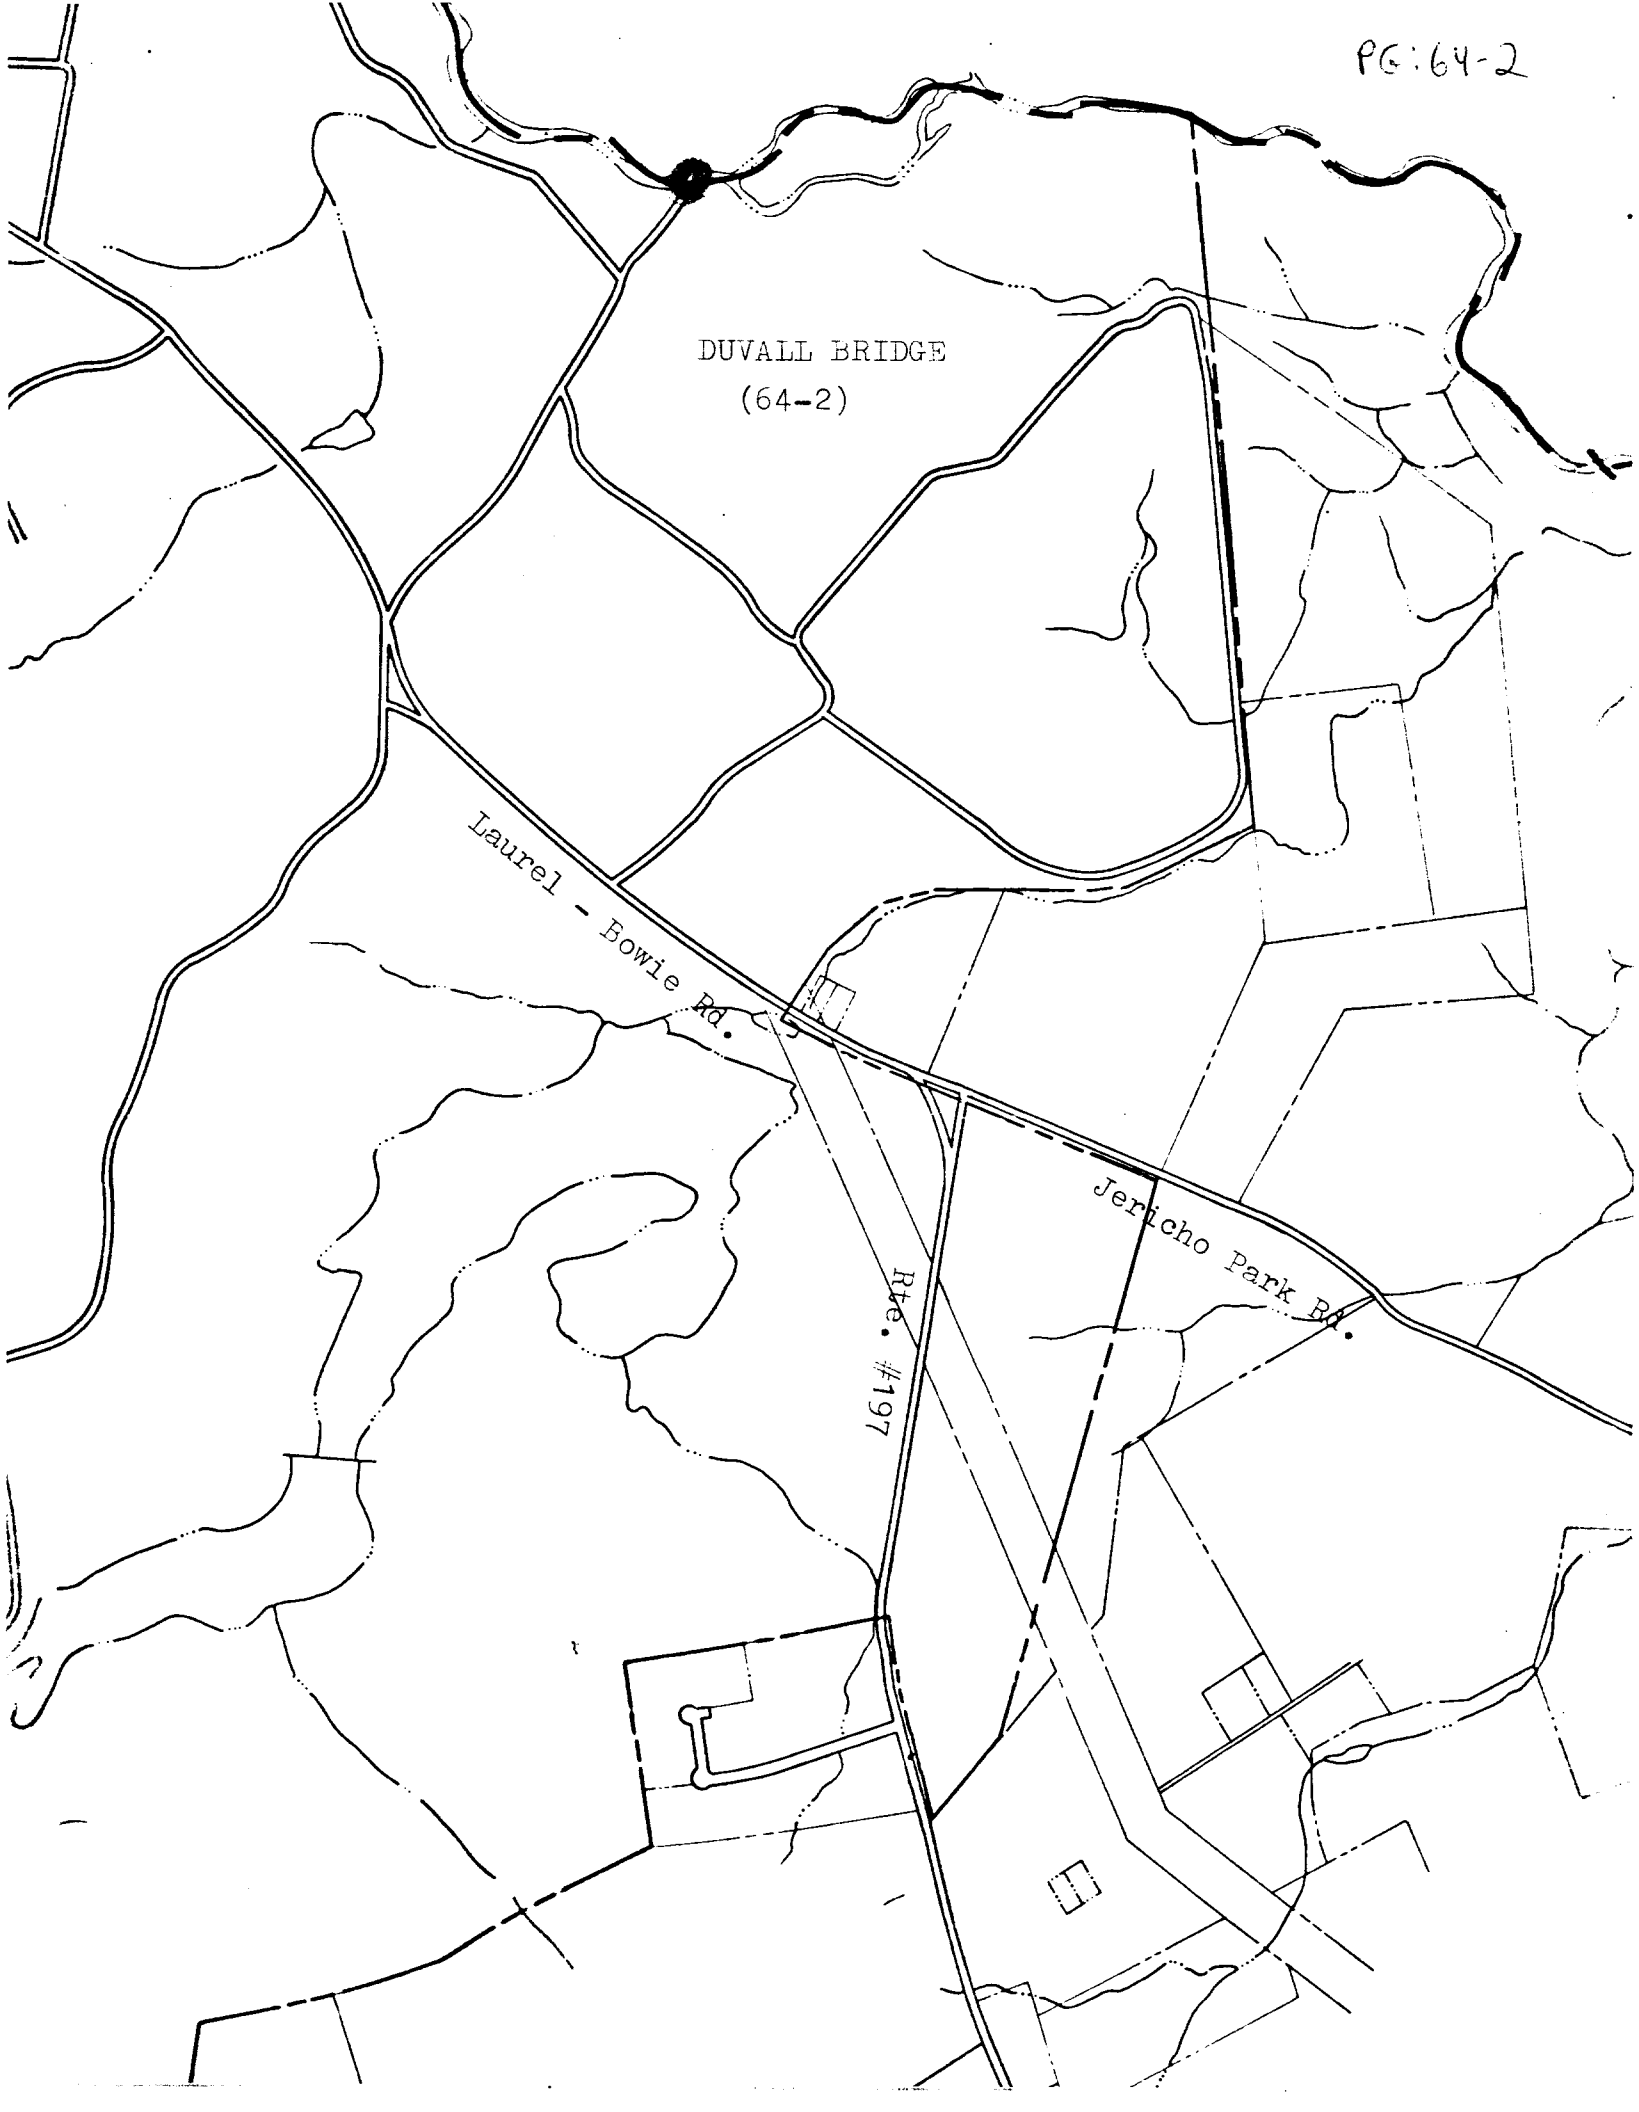 PG:64-2
DUVALL BRIDGE
(64-2)
Laurel - Bowie Rd.
Jericho Park Rd.
Rte. #197